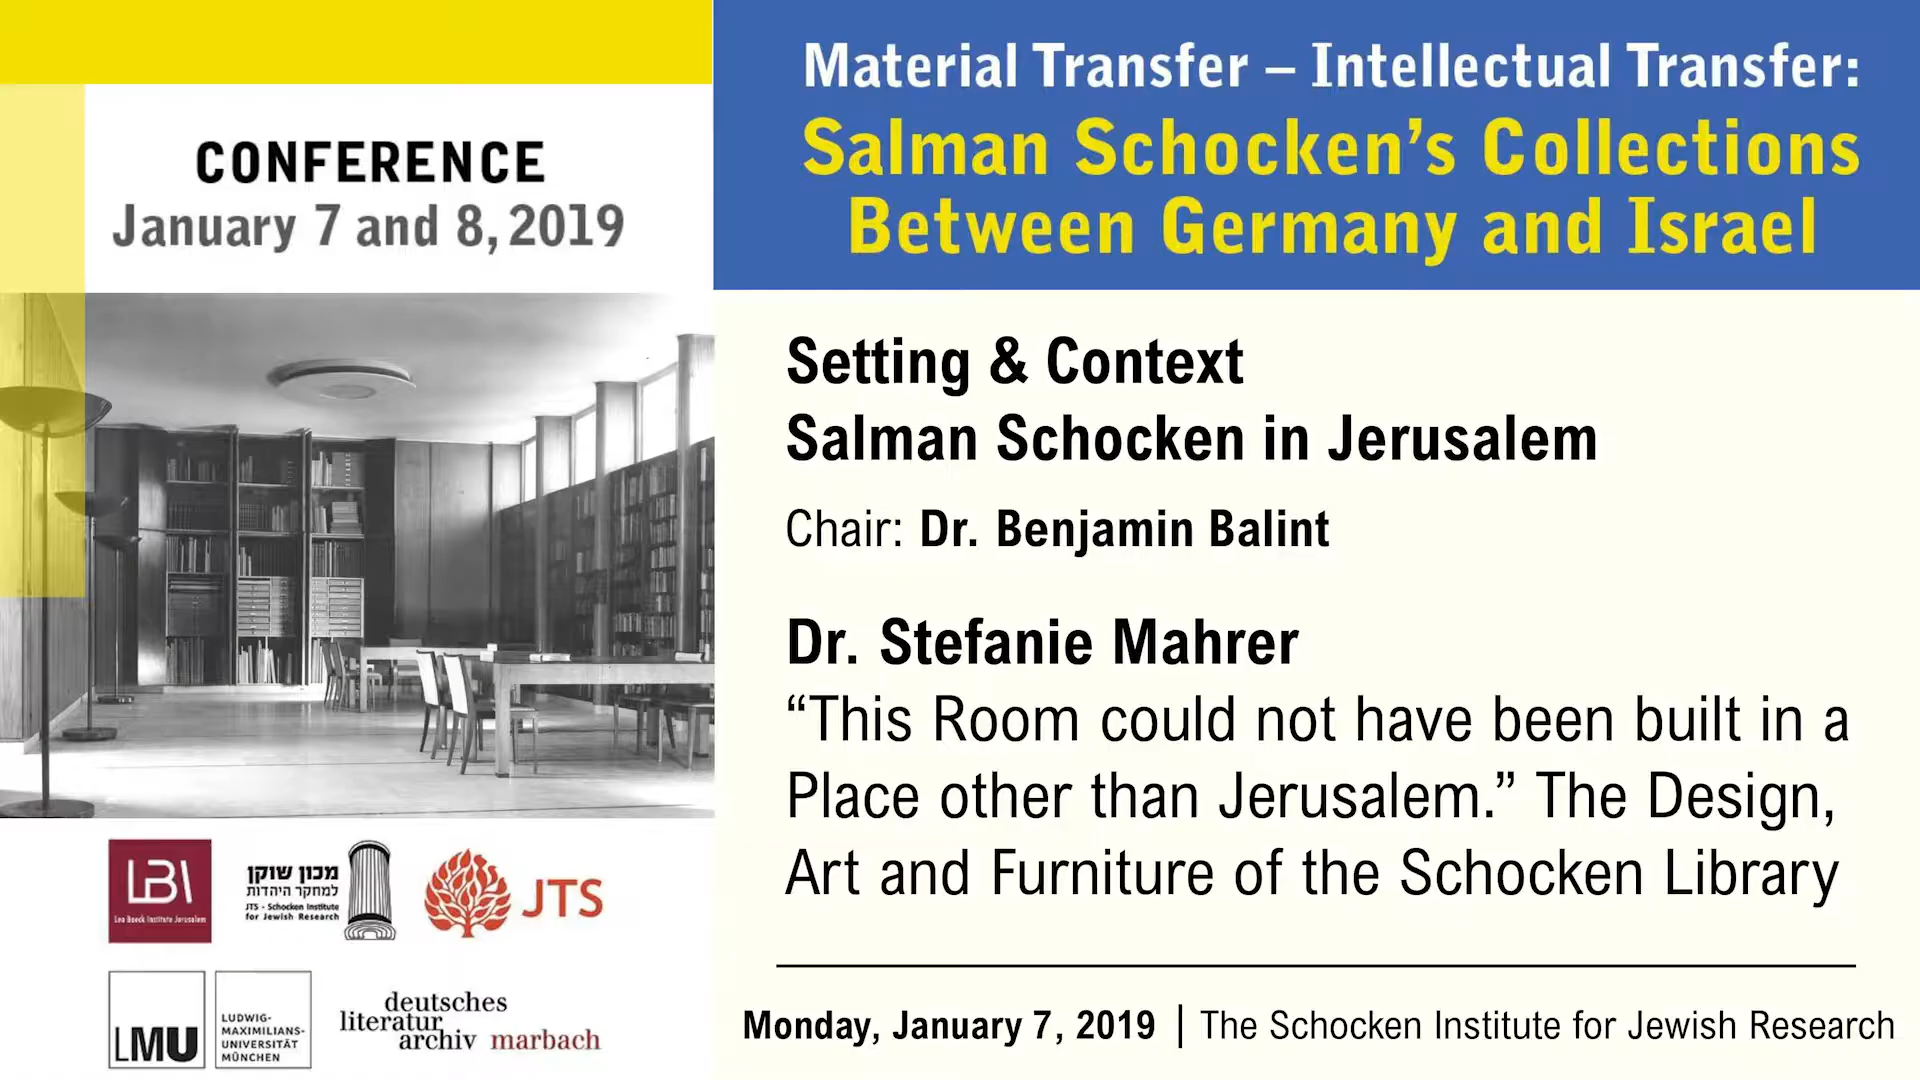 CONFERENCE
January 7 and 8, 2019
Material Transfer – Intellectual Transfer:
Salman Schocken’s Collections
Between Germany and Israel
Setting & Context
Salman Schocken in Jerusalem
Chair: Dr. Benjamin Balint
Dr. Stefanie Mahrer
“This Room could not have been built in a
Place other than Jerusalem.” The Design,
Art and Furniture of the Schocken Library
Monday, January 7, 2019 | The Schocken Institute for Jewish Research
LBI
Leo Baeck Institute Jerusalem
מכון שוקן
למחקר היהדות
JTS - Schocken Institute
for Jewish Research
JTS
LMU
LUDWIG-
MAXIMILIANS-
UNIVERSITÄT
MÜNCHEN
deutsches
literatur
archiv marbach